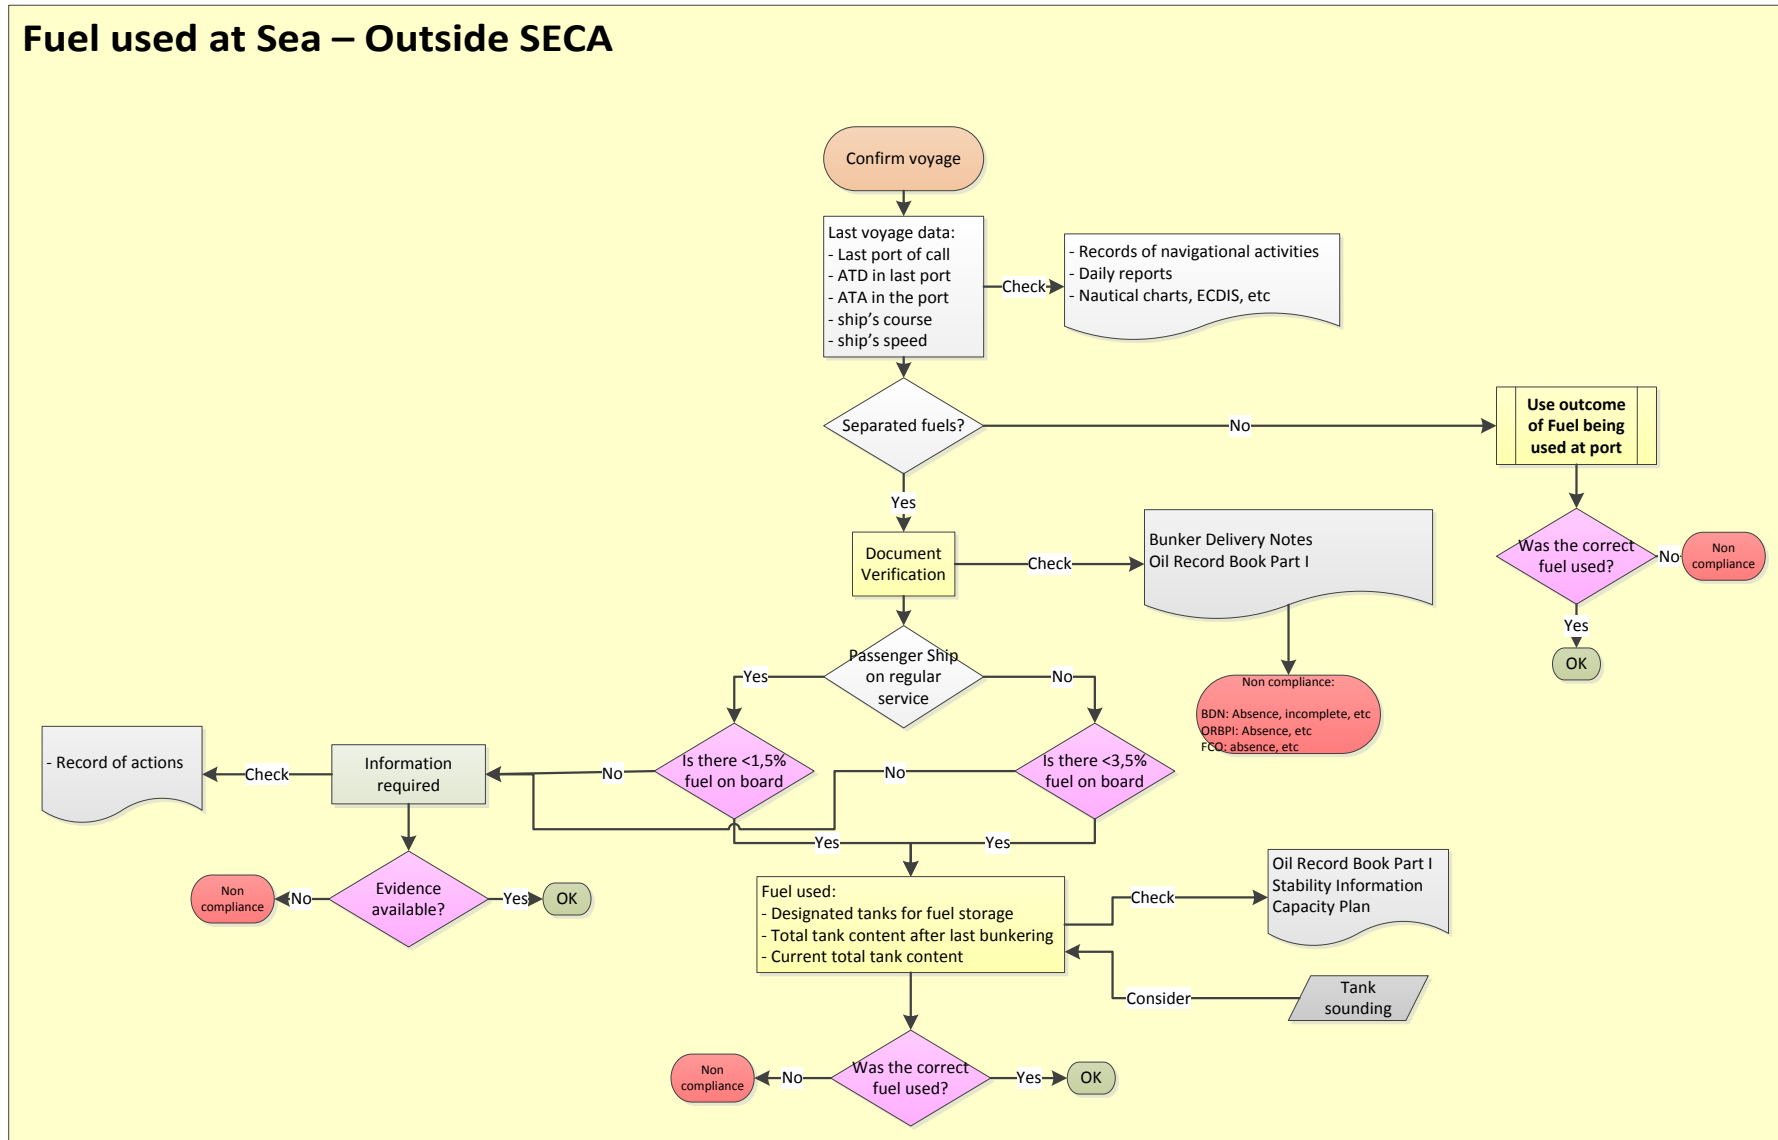 Fuel used at Sea – Outside SECA
Confirm voyage
Last voyage data:
- Last port of call
- ATD in last port
- ATA in the port
- ship's course
- ship's speed
Check
- Records of navigational activities
- Daily reports
- Nautical charts, ECDIS, etc
Separated fuels?
No
Use outcome
of Fuel being
used at port
Yes
Was the correct
fuel used?
No
Non
compliance
Yes
OK
Document
Verification
Check
Bunker Delivery Notes
Oil Record Book Part I
Non compliance:
BDN: Absence, incomplete, etc
ORBPI: Absence, etc
FCO: absence, etc
Passenger Ship
on regular
service
Yes
No
Is there <1,5%
fuel on board
Is there <3,5%
fuel on board
No
No
Information
required
Check
- Record of actions
Evidence
available?
No
Non
compliance
Yes
OK
Yes
Yes
Fuel used:
- Designated tanks for fuel storage
- Total tank content after last bunkering
- Current total tank content
Check
Oil Record Book Part I
Stability Information
Capacity Plan
Consider
Tank
sounding
Was the correct
fuel used?
No
Non
compliance
Yes
OK